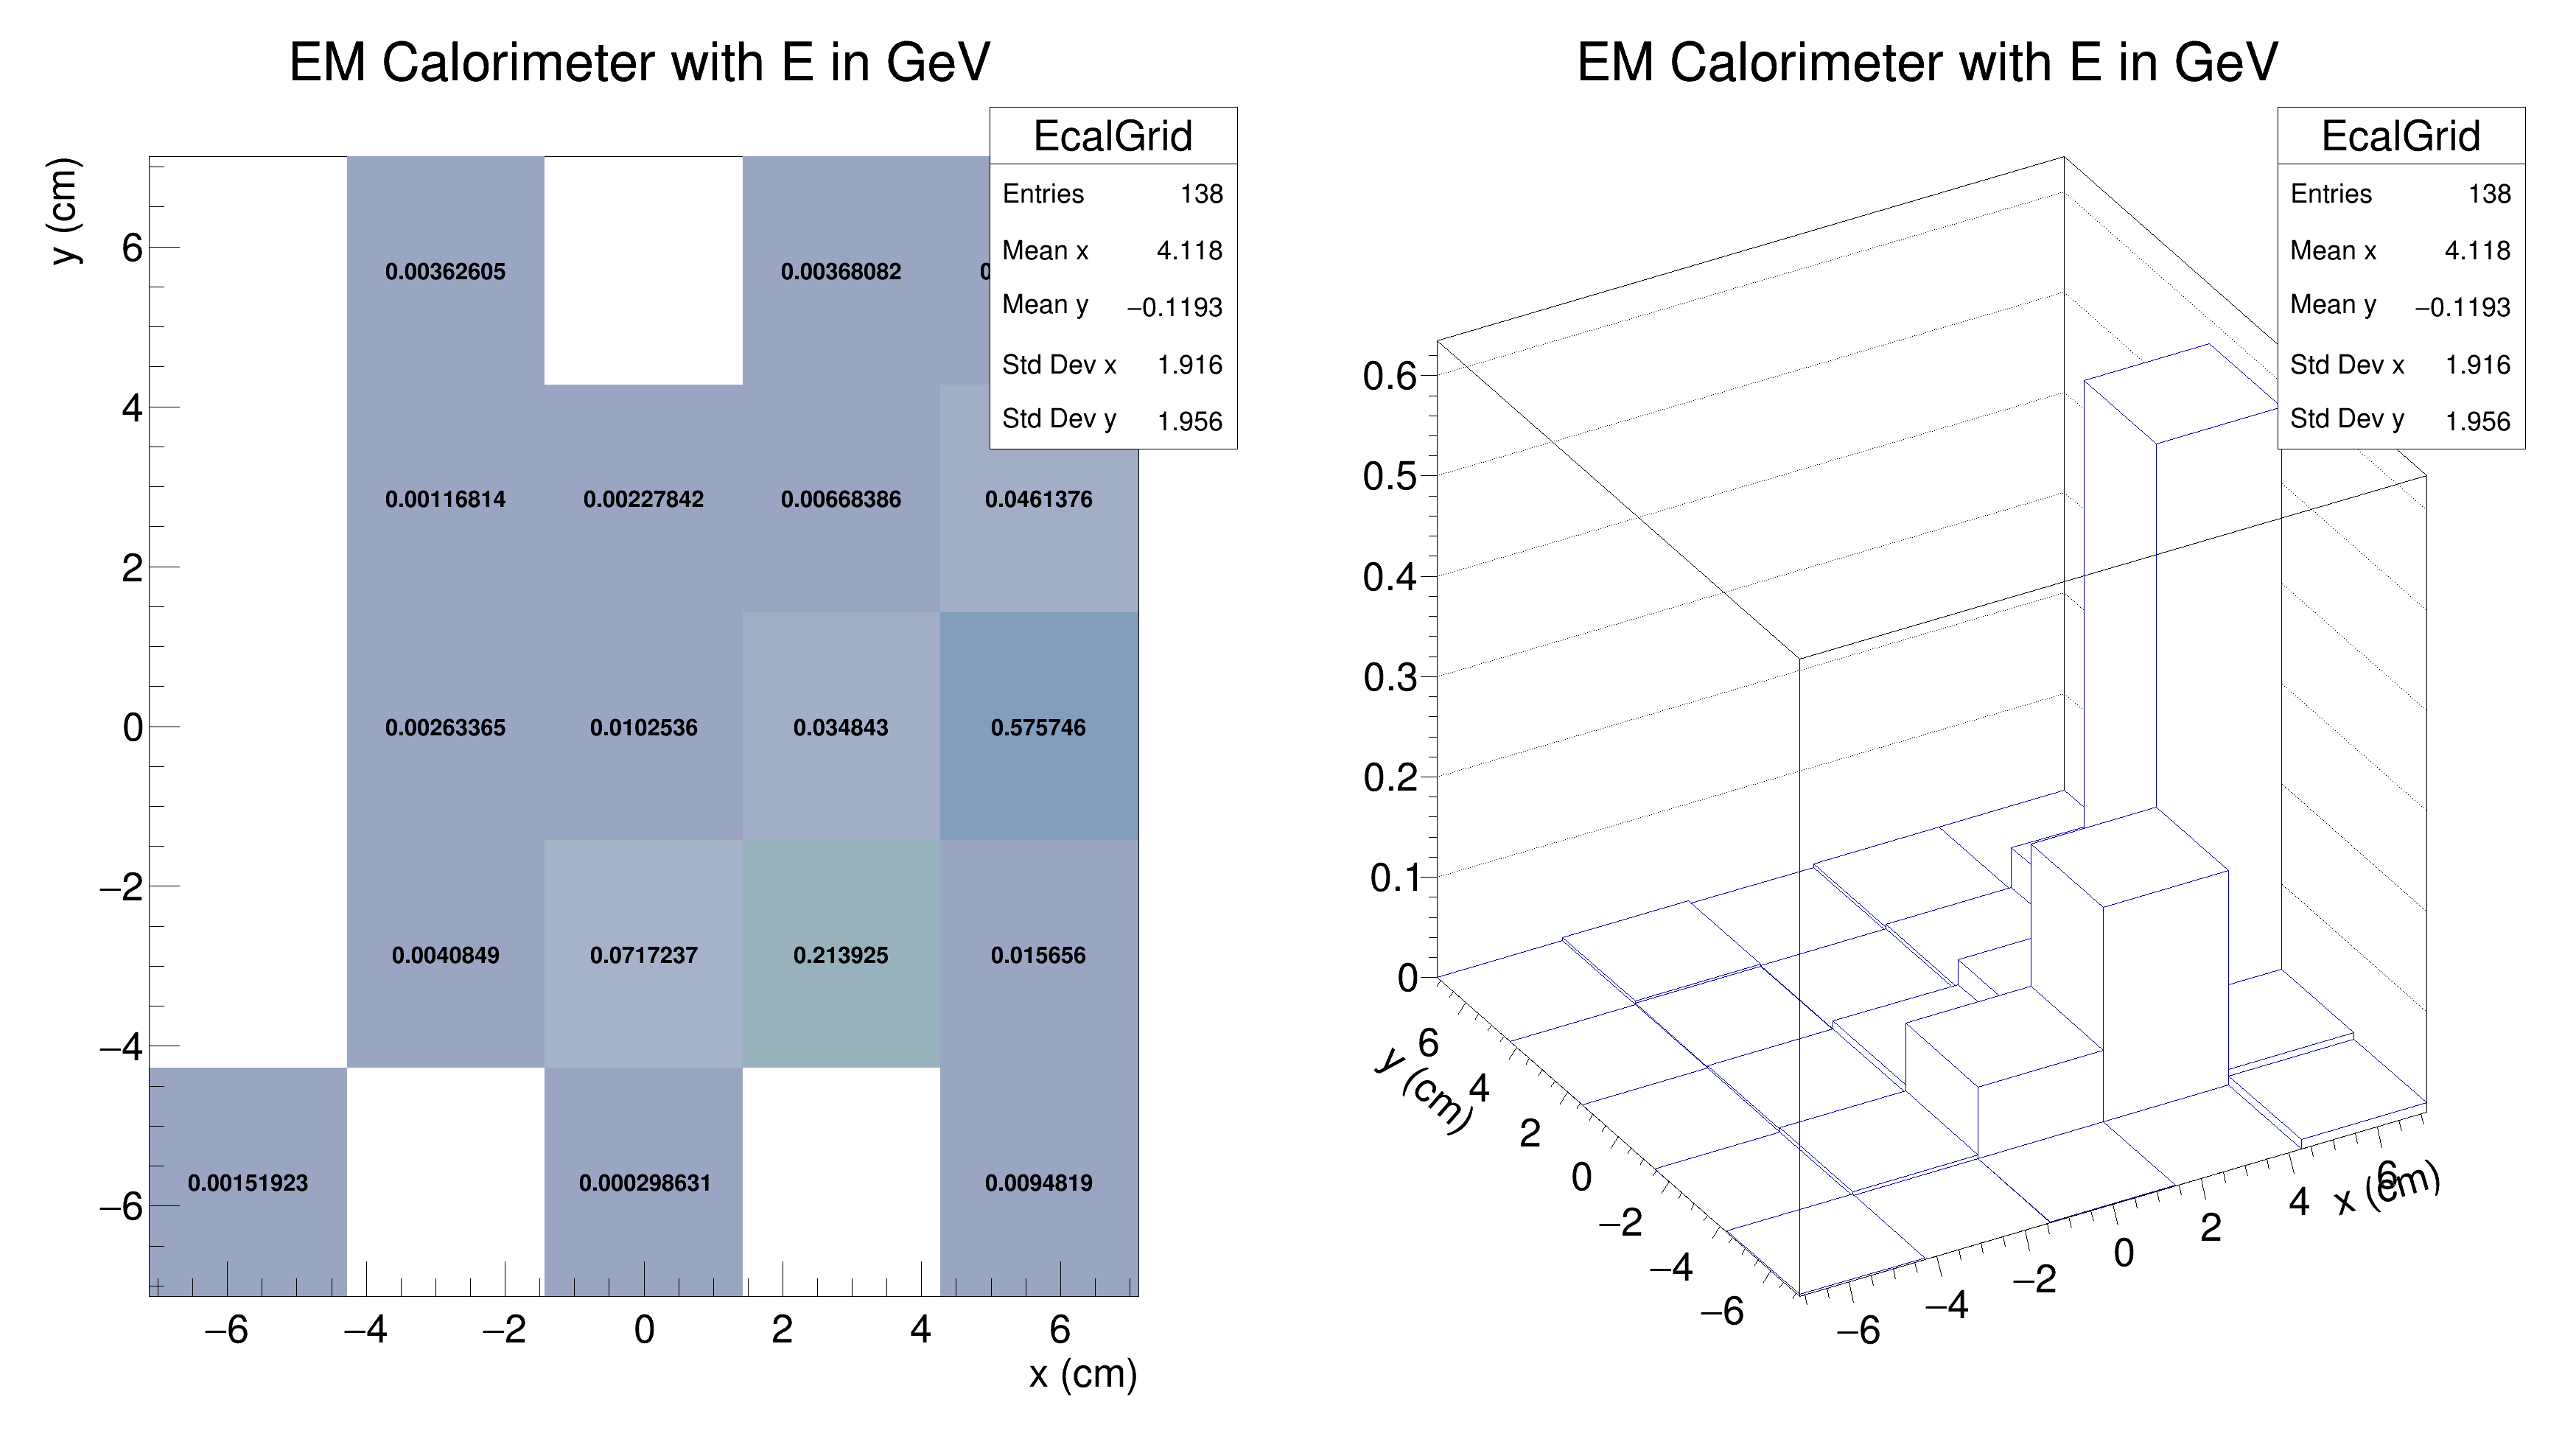 EM Calorimeter with E in GeV
EcalGrid
Entries 138
Mean x 4.118
Mean y −0.1193
Std Dev x 1.916
Std Dev y 1.956
y (cm)
6
4
2
0
−2
−4
−6
0.00362605 0.00368082
0.00116814 0.00227842 0.00668386 0.0461376
0.00263365 0.0102536 0.034843 0.575746
0.0040849 0.0717237 0.213925 0.015656
0.00151923 0.000298631 0.0094819
−6 −4 −2 0 2 4 6
x (cm)
EM Calorimeter with E in GeV
EcalGrid
Entries 138
Mean x 4.118
Mean y −0.1193
Std Dev x 1.916
Std Dev y 1.956
0.6
0.5
0.4
0.3
0.2
0.1
0
y (cm)
6
4
2
0
−2
−4
−6
−6
−4
−2
0
2
4
6
x (cm)